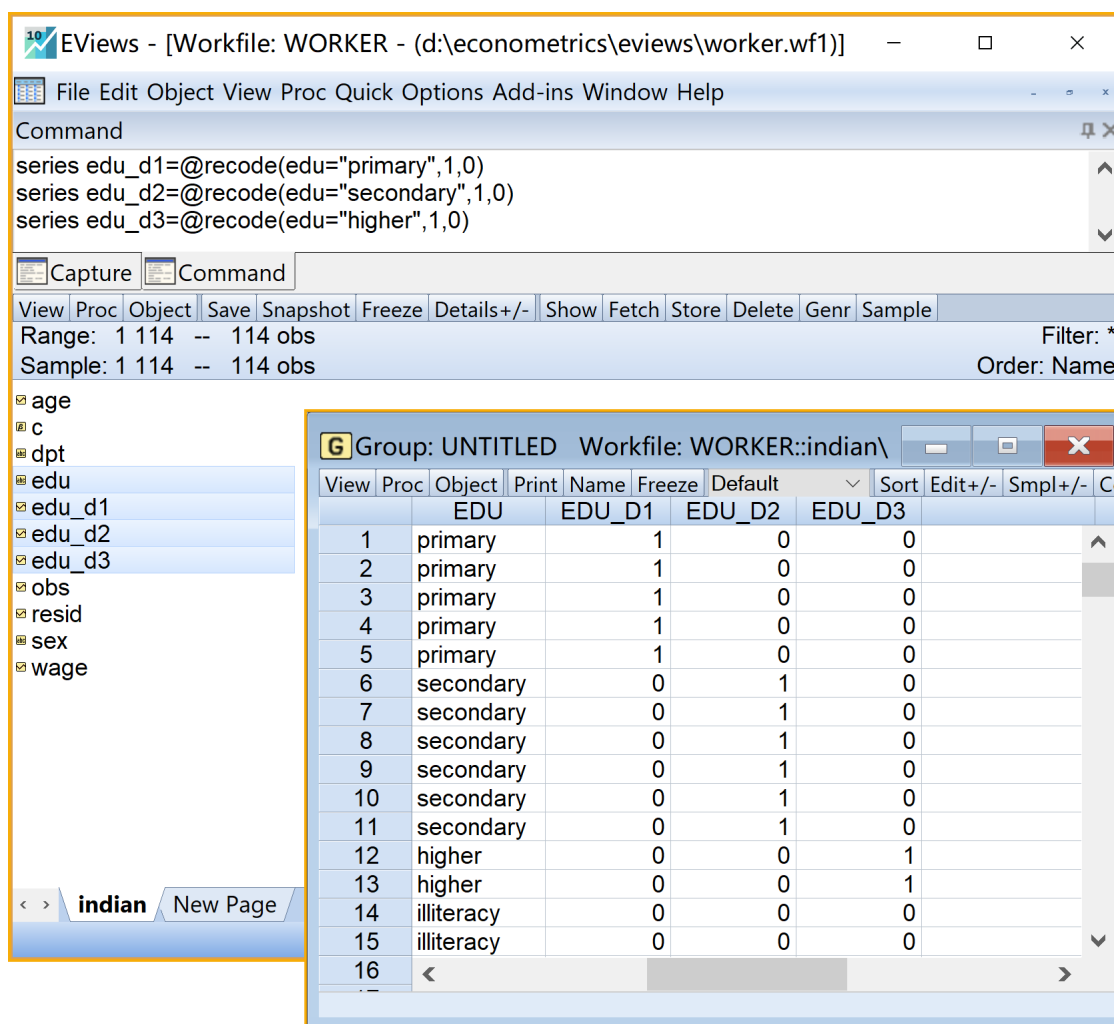 EViews - [Workfile: WORKER - (d:\econometrics\eviews\worker.wf1)]
File Edit Object View Proc Quick Options Add-ins Window Help
Command
series edu_d1=@recode(edu="primary",1,0)
series edu_d2=@recode(edu="secondary",1,0)
series edu_d3=@recode(edu="higher",1,0)
Capture Command
View Proc Object Save Snapshot Freeze Details+/- Show Fetch Store Delete Genr Sample
Range: 1 114 -- 114 obs Filter: *
Sample: 1 114 -- 114 obs Order: Name
age
c
dpt
edu
edu_d1
edu_d2
edu_d3
obs
resid
sex
wage
indian New Page
G Group: UNTITLED Workfile: WORKER::indian\
View Proc Object Print Name Freeze Default Sort Edit+/- Smpl+/- C
EDU EDU_D1 EDU_D2 EDU_D3
1 primary 1 0 0
2 primary 1 0 0
3 primary 1 0 0
4 primary 1 0 0
5 primary 1 0 0
6 secondary 0 1 0
7 secondary 0 1 0
8 secondary 0 1 0
9 secondary 0 1 0
10 secondary 0 1 0
11 secondary 0 1 0
12 higher 0 0 1
13 higher 0 0 1
14 illiteracy 0 0 0
15 illiteracy 0 0 0
16